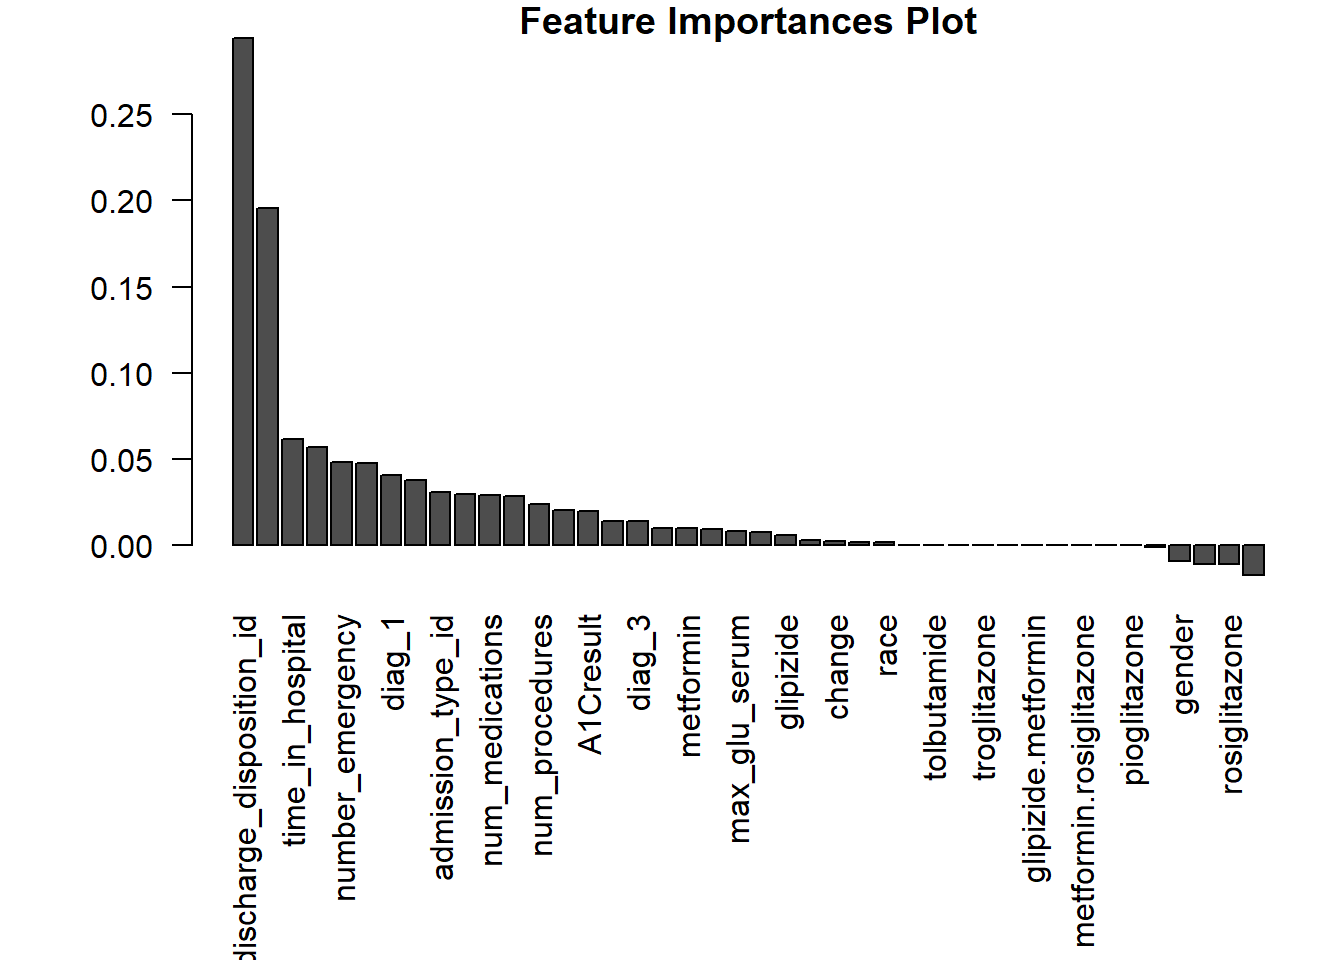 Feature Importances Plot
0.25
0.20
0.15
0.10
0.05
0.00
discharge_disposition_id
time_in_hospital
number_emergency
diag_1
admission_type_id
num_medications
num_procedures
A1Cresult
diag_3
metformin
max_glu_serum
glipizide
change
race
tolbutamide
troglitazone
glipizide.metformin
metformin.rosiglitazone
pioglitazone
gender
rosiglitazone